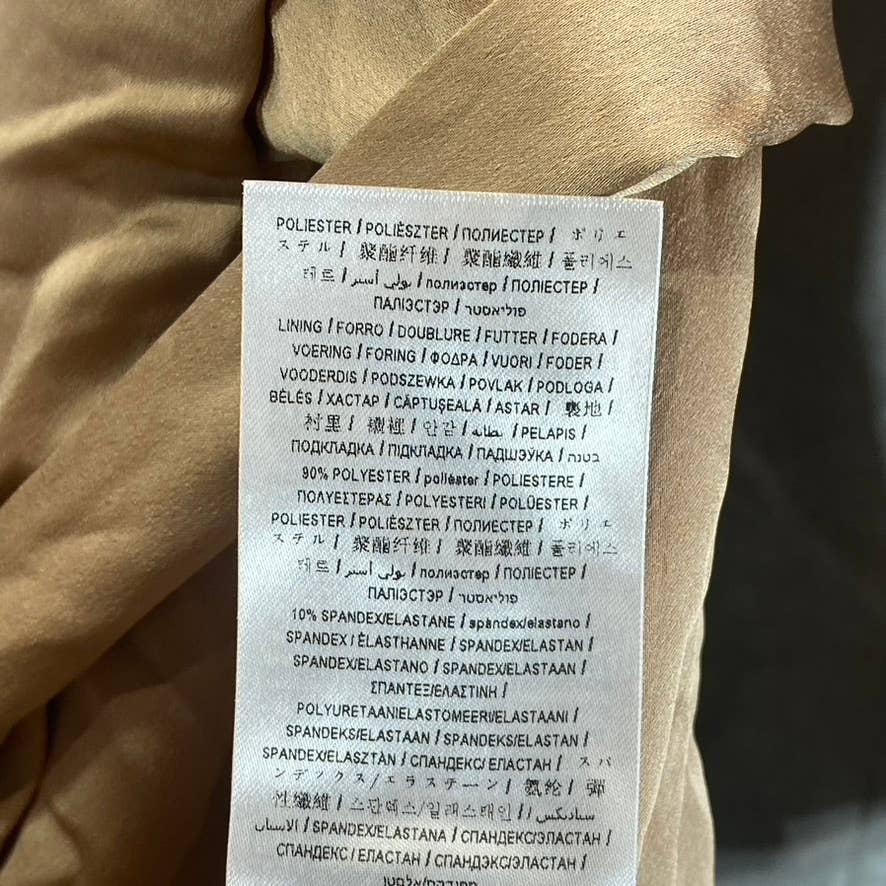 POLIESTER / POLIÉSZTER / ПОЛИЕСТЕР / ポリエ
ステル / 聚酯纤维 / 聚酯纖維 / 폴리에스
테르 / بولي أستر / полиэстер / ПОЛІЕСТЕР /
ПАЛІЭСТЭР / פוליאסטר
LINING / FORRO / DOUBLURE / FUTTER / FODERA /
VOERING / FORING / ΦΟΔΡΑ / VUORI / FODER /
VOODERDIS / PODSZEWKA / POVLAK / PODLOGA /
BÉLÉS / ХАСТАР / CĂPTUŞEALĂ / ASTAR / 裏地 /
衬里 / 襯裡 / 안감 / بطانة / PELAPIS /
ПОДКЛАДКА / ПІДКЛАДКА / ПАДШЭЎКА / בטנה
90% POLYESTER / poliéster / POLIESTERE /
ΠΟΛΥΕΣΤΕΡΑΣ / POLYESTERI / POLÜESTER /
POLIESTER / POLIÉSZTER / ПОЛИЕСТЕР / ポリエ
ステル / 聚酯纤维 / 聚酯纖維 / 폴리에스
테르 / بولي أستر / полиэстер / ПОЛІЕСТЕР /
ПАЛІЭСТЭР / פוליאסטר
10% SPANDEX/ELASTANE / spandex/elastano /
SPANDEX / ÉLASTHANNE / SPANDEX/ELASTAN /
SPANDEX/ELASTANO / SPANDEX/ELASTAAN /
ΣΠΑΝΤΕΞ/ΕΛΑΣΤΙΝΗ /
POLYURETAANIELASTOMEERI/ELASTAANI /
SPANDEKS/ELASTAAN / SPANDEKS/ELASTAN /
SPANDEX/ELASZTÁN / СПАНДЕКС/ ЕЛАСТАН / スパ
ンデックス/エラステーン / 氨纶 / 彈
性纖維 / 스판덱스/일래스태인 / سباندكس /
الاستاب / SPANDEX/ELASTANA / СПАНДЕКС/ЭЛАСТАН /
СПАНДЕКС / ЕЛАСТАН / СПАНДЭКС/ЭЛАСТАН /